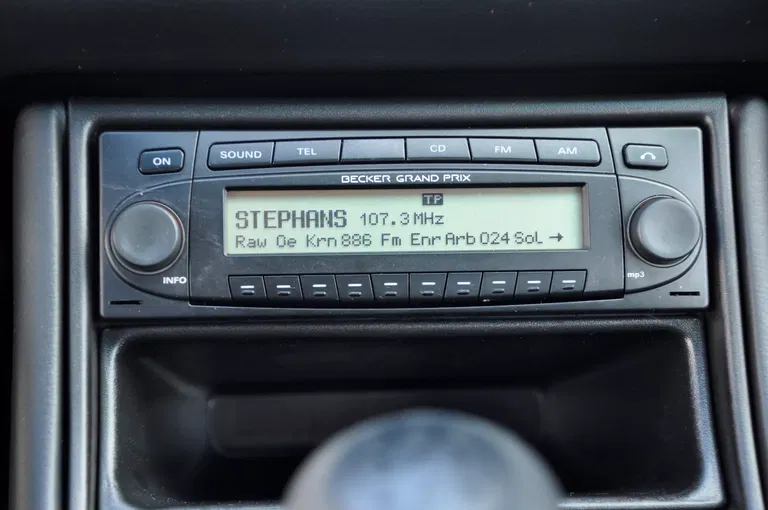 ON SOUND TEL CD FM AM
BECKER GRAND PRIX
TP
STEPHANS 107.3 MHz
Raw Oe Krn 886 Fm Enr Arb 024 Sol →
INFO
mp3